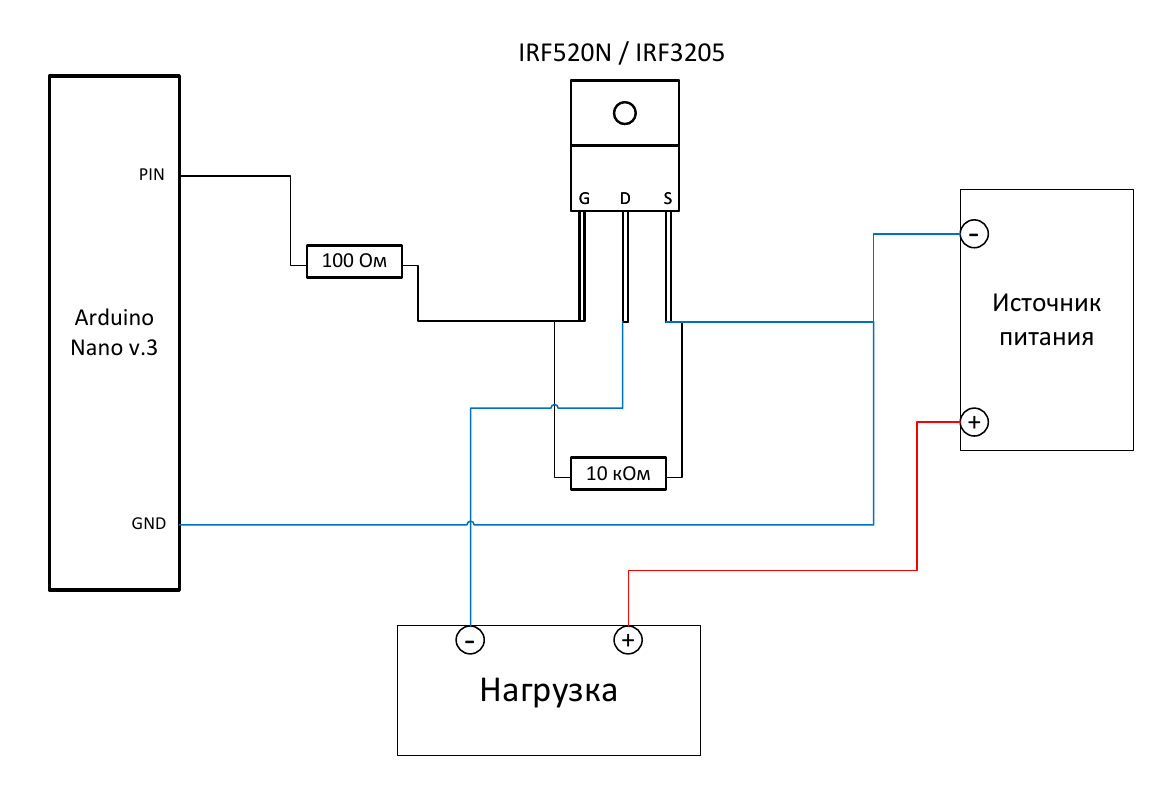 IRF520N / IRF3205
PIN
G D S
100 Ом
-
Источник
питания
Arduino
Nano v.3
+
10 кОм
GND
- +
Нагрузка